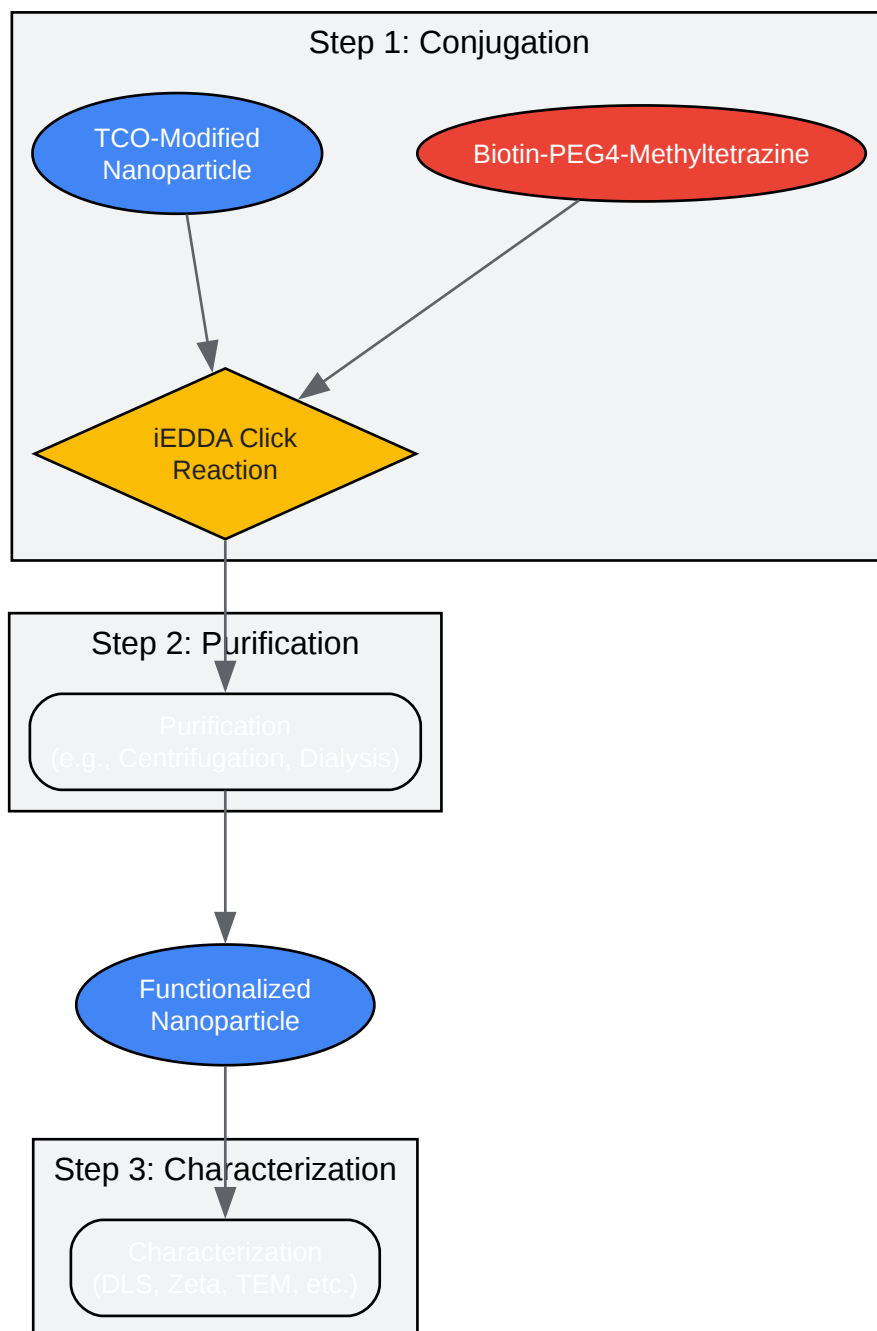 Step 1: Conjugation
TCO-Modified
Nanoparticle
Biotin-PEG4-Methyltetrazine
iEDDA Click
Reaction
Step 2: Purification
Purification
(e.g., Centrifugation, Dialysis)
Functionalized
Nanoparticle
Step 3: Characterization
Characterization
(DLS, Zeta, TEM, etc.)